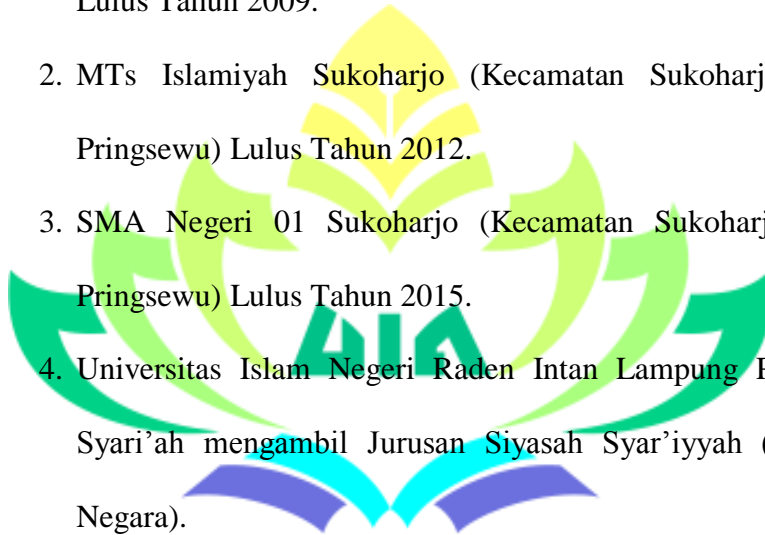 Lulus Tahun 2009.
2. MTs Islamiyah Sukoharjo (Kecamatan Sukoharj
Pringsewu) Lulus Tahun 2012.
3. SMA Negeri 01 Sukoharjo (Kecamatan Sukoharj
Pringsewu) Lulus Tahun 2015.
4. Universitas Islam Negeri Raden Intan Lampung
Syari’ah mengambil Jurusan Siyasah Syar’iyyah (
Negara).